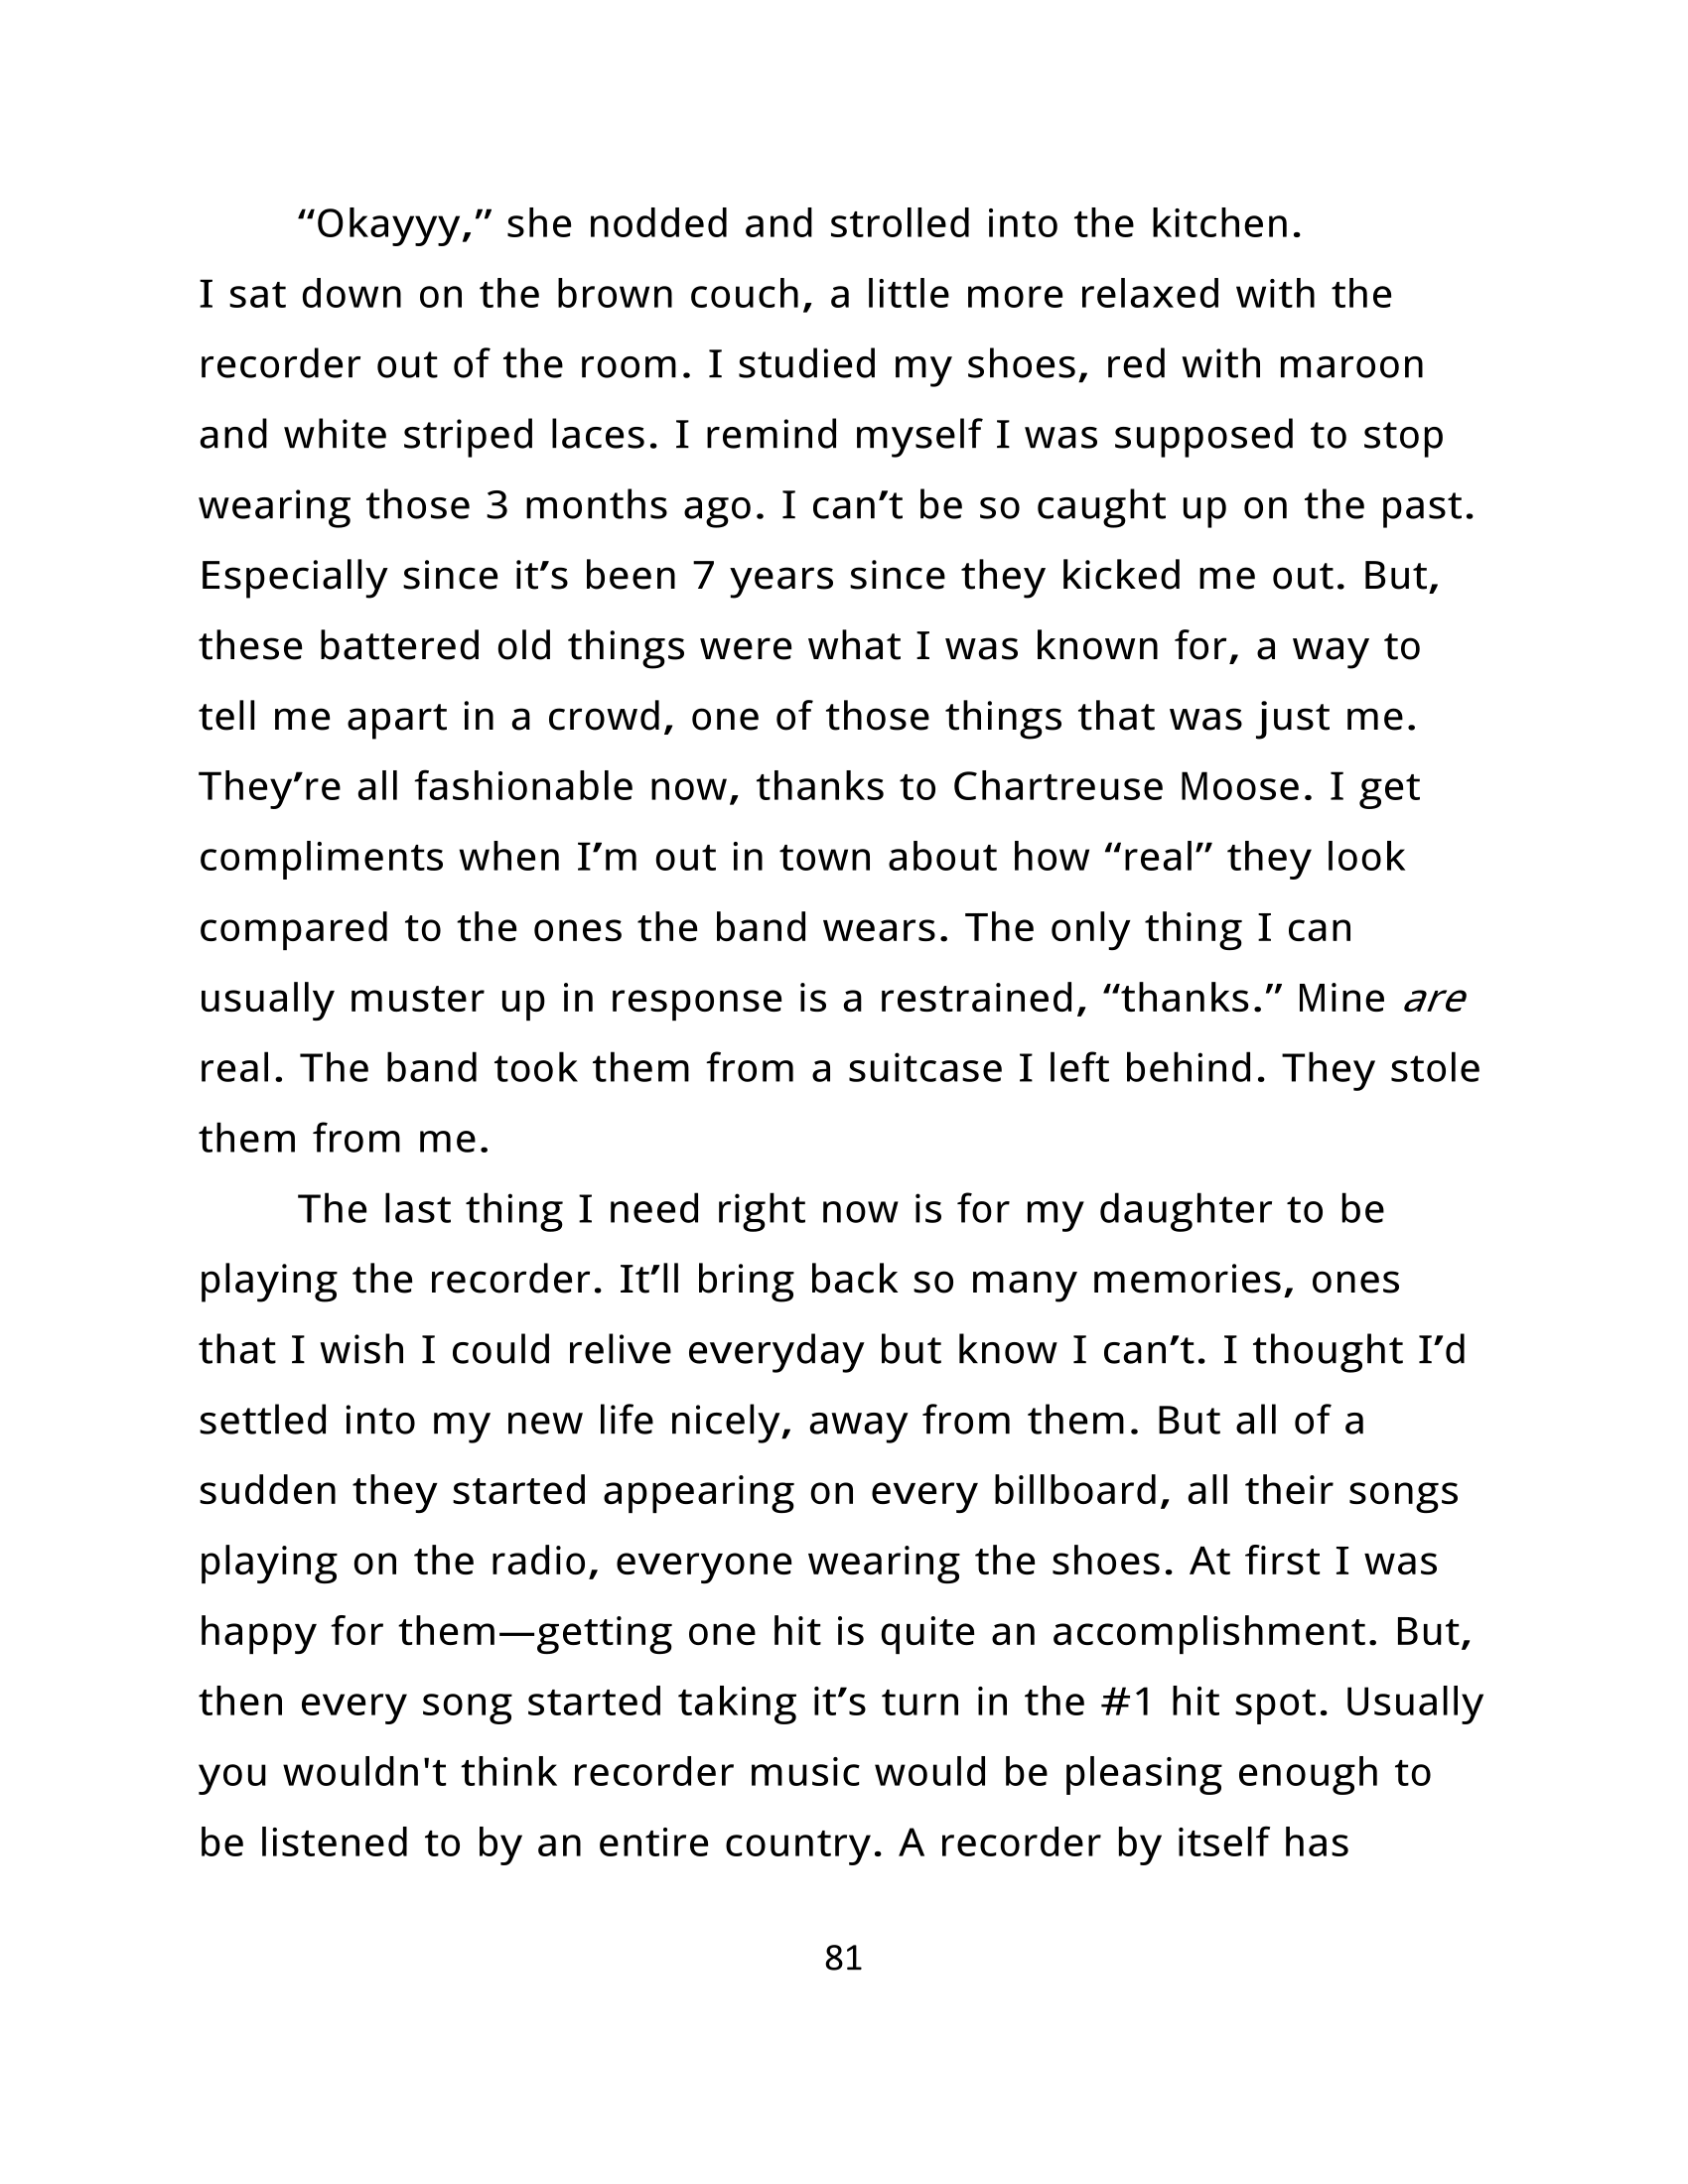 “Okayyy,” she nodded and strolled into the kitchen.
I sat down on the brown couch, a little more relaxed with the
recorder out of the room. I studied my shoes, red with maroon
and white striped laces. I remind myself I was supposed to stop
wearing those 3 months ago. I can’t be so caught up on the past.
Especially since it’s been 7 years since they kicked me out. But,
these battered old things were what I was known for, a way to
tell me apart in a crowd, one of those things that was just me.
They’re all fashionable now, thanks to Chartreuse Moose. I get
compliments when I’m out in town about how “real” they look
compared to the ones the band wears. The only thing I can
usually muster up in response is a restrained, “thanks.” Mine are
real. The band took them from a suitcase I left behind. They stole
them from me.
The last thing I need right now is for my daughter to be
playing the recorder. It’ll bring back so many memories, ones
that I wish I could relive everyday but know I can’t. I thought I’d
settled into my new life nicely, away from them. But all of a
sudden they started appearing on every billboard, all their songs
playing on the radio, everyone wearing the shoes. At first I was
happy for them—getting one hit is quite an accomplishment. But,
then every song started taking it’s turn in the #1 hit spot. Usually
you wouldn't think recorder music would be pleasing enough to
be listened to by an entire country. A recorder by itself has
81